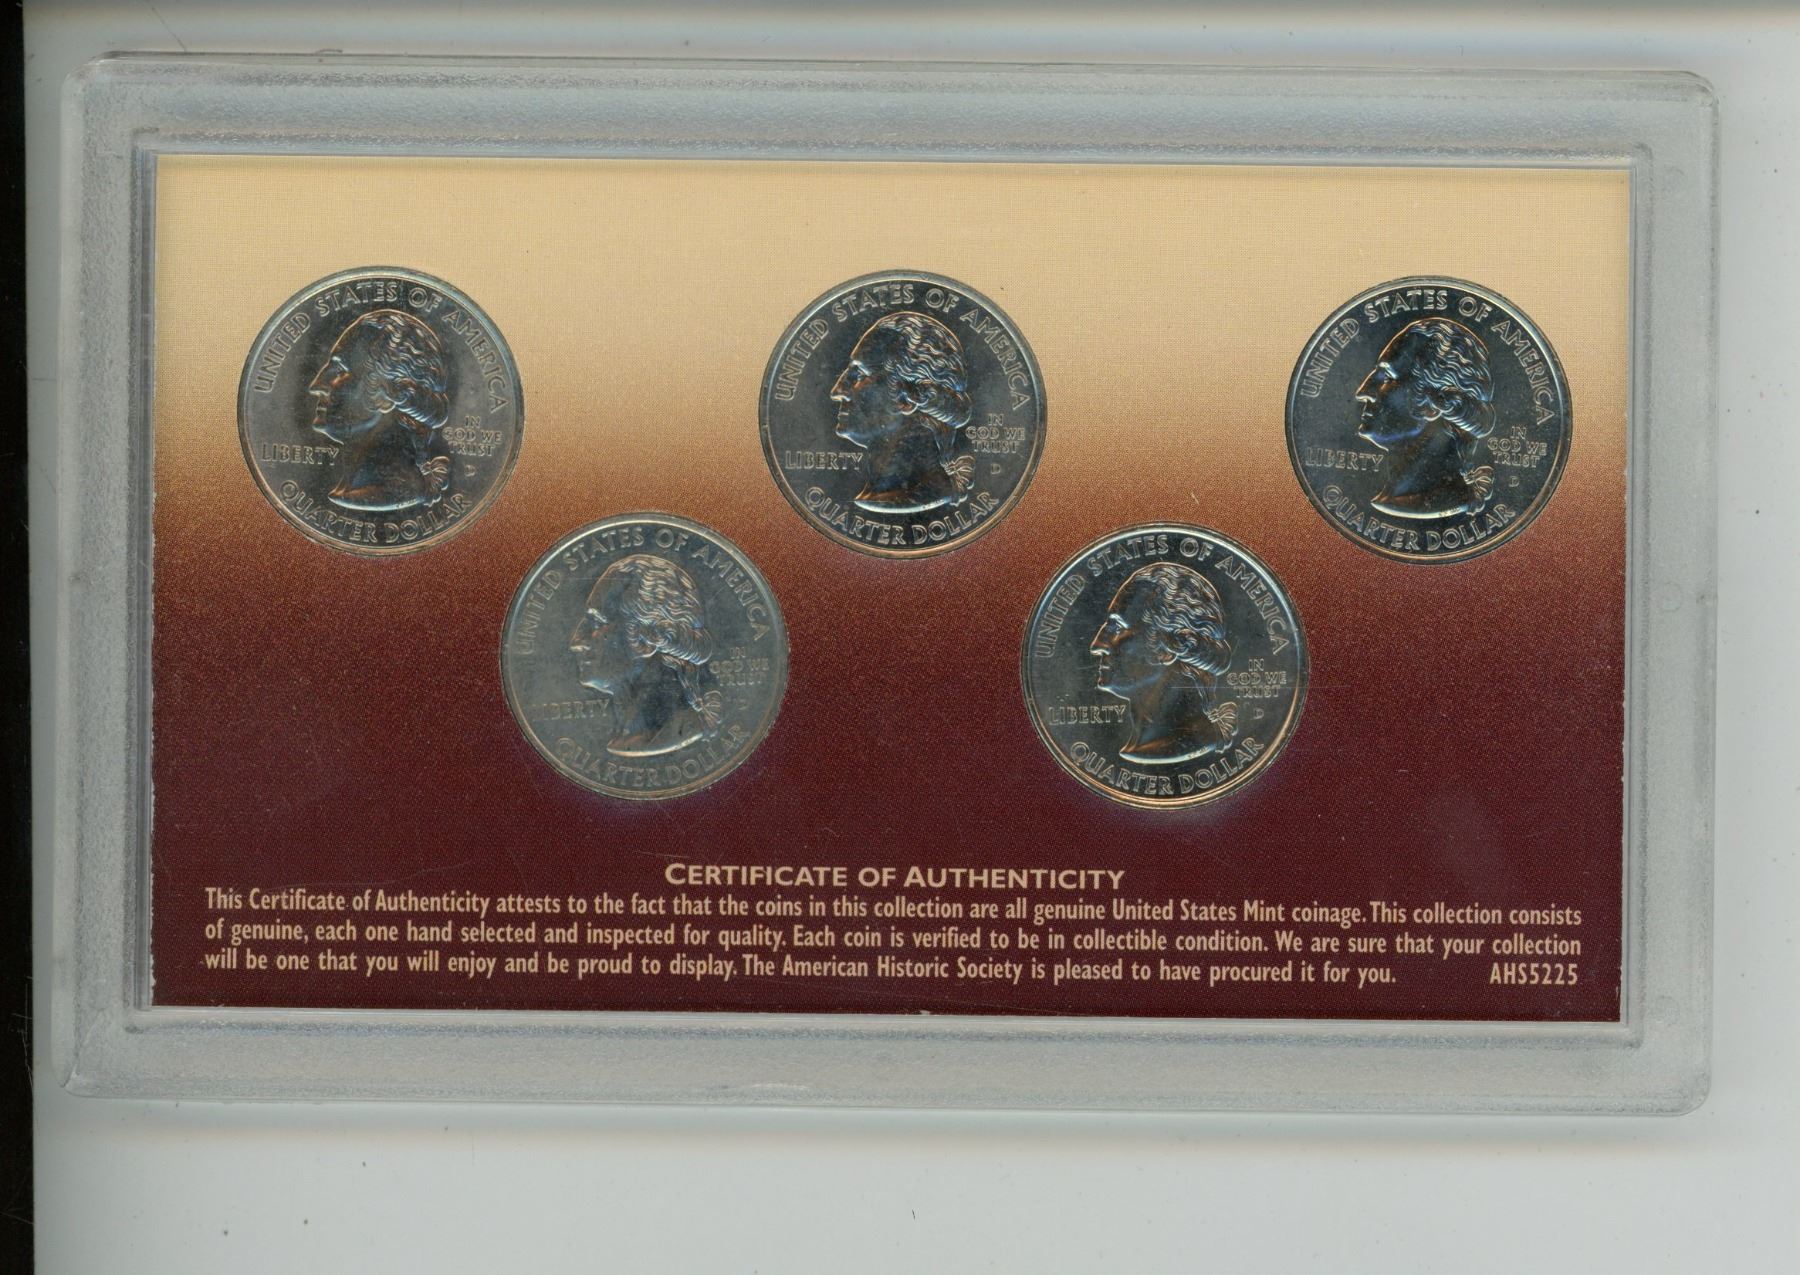 UNITED STATES OF AMERICA
LIBERTY
IN
GOD WE
TRUST
D
QUARTER DOLLAR
UNITED STATES OF AMERICA
LIBERTY
IN
GOD WE
TRUST
D
QUARTER DOLLAR
UNITED STATES OF AMERICA
LIBERTY
IN
GOD WE
TRUST
D
QUARTER DOLLAR
UNITED STATES OF AMERICA
LIBERTY
IN
GOD WE
TRUST
D
QUARTER DOLLAR
UNITED STATES OF AMERICA
LIBERTY
IN
GOD WE
TRUST
D
QUARTER DOLLAR
CERTIFICATE OF AUTHENTICITY
This Certificate of Authenticity attests to the fact that the coins in this collection are all genuine United States Mint coinage. This collection consists
of genuine, each one hand selected and inspected for quality. Each coin is verified to be in collectible condition. We are sure that your collection
will be one that you will enjoy and be proud to display. The American Historic Society is pleased to have procured it for you. AHS5225